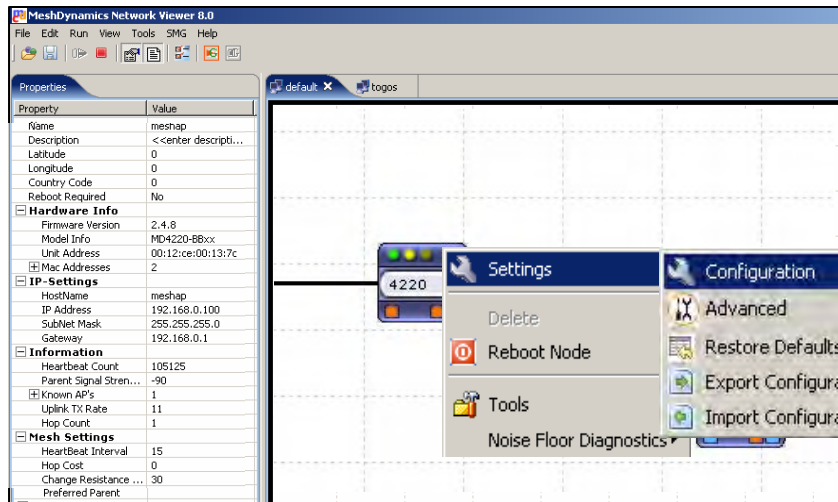 MeshDynamics Network Viewer 8.0
File Edit Run View Tools SMG Help
Properties
default togos
Property Value
Name meshap
Description <<enter descripti...
Latitude 0
Longitude 0
Country Code 0
Reboot Required No
Hardware Info
Firmware Version 2.4.8
Model Info MD4220-BBxx
Unit Address 00:12:ce:00:13:7c
Mac Addresses 2
IP-Settings
HostName meshap
IP Address 192.168.0.100
SubNet Mask 255.255.255.0
Gateway 192.168.0.1
Information
Heartbeat Count 105125
Parent Signal Stren... -90
Known AP's 1
Uplink TX Rate 11
Hop Count 1
Mesh Settings
HeartBeat Interval 15
Hop Cost 0
Change Resistance ... 30
Preferred Parent
4220
Settings
Delete
Reboot Node
Tools
Noise Floor Diagnostics
Configuration
Advanced
Restore Defaults
Export Configura
Import Configura